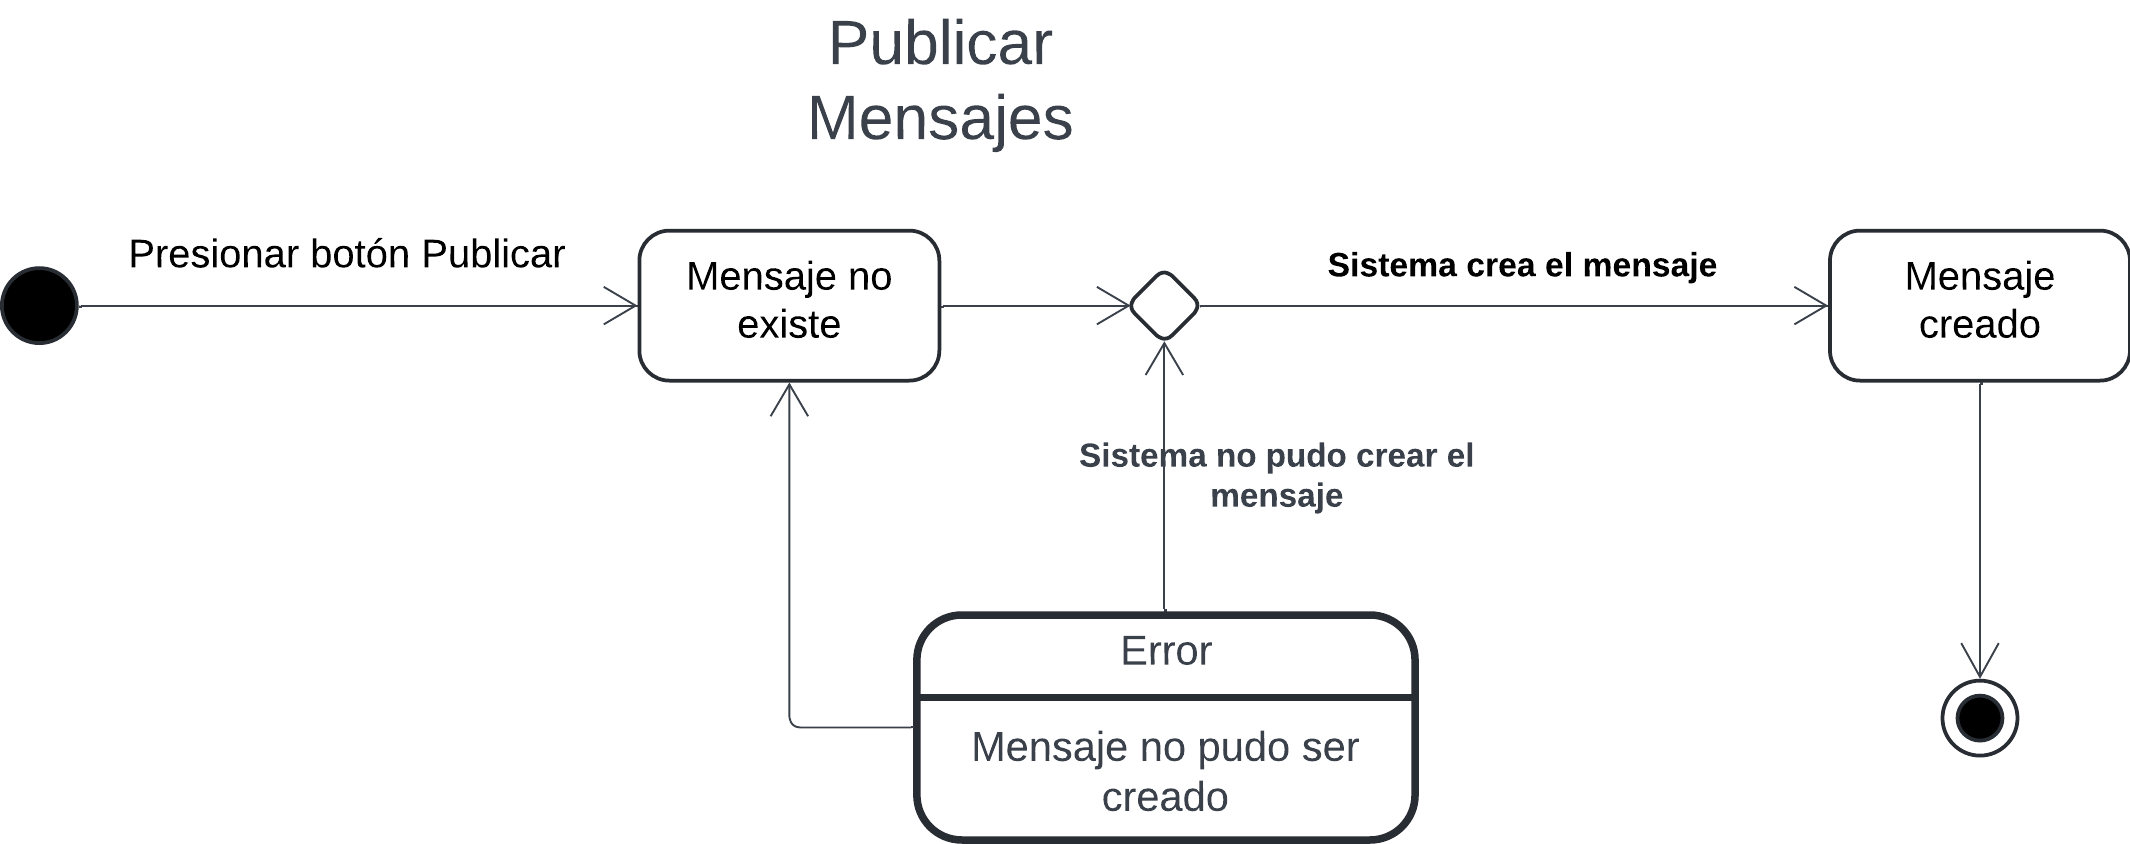 Publicar
Mensajes
Presionar botón Publicar
Mensaje no
existe
Sistema crea el mensaje
Mensaje
creado
Sistema no pudo crear el
mensaje
Error
Mensaje no pudo ser
creado